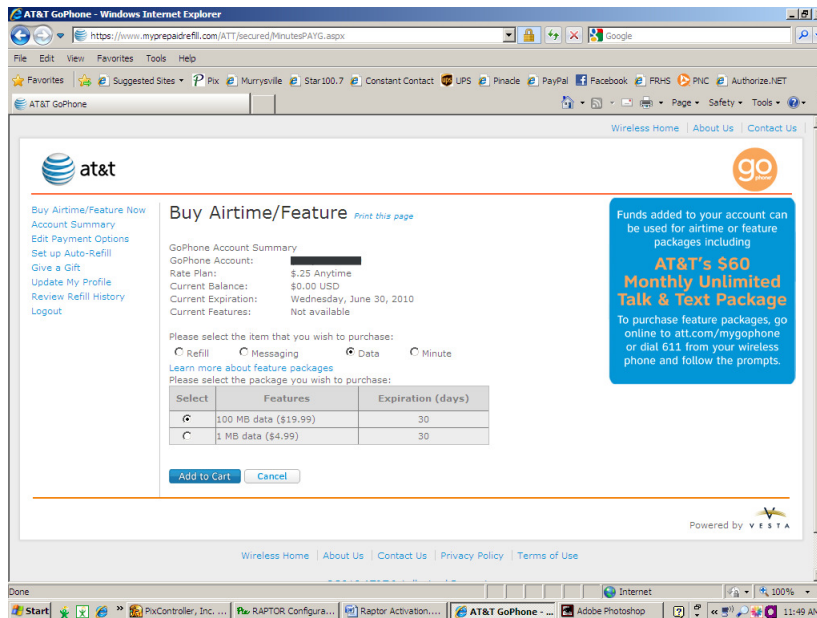 AT&T GoPhone - Windows Internet Explorer
https://www.myprepaidrefill.com/ATT/secured/MinutesPAYG.aspx
Google
File Edit View Favorites Tools Help
Favorites Suggested Sites Pix Murrysville Star100.7 Constant Contact UPS Pinacle PayPal Facebook FRHS PNC Authorize.NET
AT&T GoPhone Page Safety Tools
Wireless Home About Us Contact Us
at&t
go
phone
Buy Airtime/Feature Now
Account Summary
Edit Payment Options
Set up Auto-Refill
Give a Gift
Update My Profile
Review Refill History
Logout
Buy Airtime/Feature Print this page
GoPhone Account Summary
GoPhone Account:
Rate Plan: $.25 Anytime
Current Balance: $0.00 USD
Current Expiration: Wednesday, June 30, 2010
Current Features: Not available
Please select the item that you wish to purchase:
Refill Messaging Data Minute
Learn more about feature packages
Please select the package you wish to purchase:
Select Features Expiration (days)
100 MB data ($19.99) 30
1 MB data ($4.99) 30
Add to Cart Cancel
Funds added to your account can
be used for airtime or feature
packages including
AT&T's $60
Monthly Unlimited
Talk & Text Package
To purchase feature packages, go
online to att.com/mygophone
or dial 611 from your wireless
phone and follow the prompts.
Powered by VESTA
Wireless Home About Us Contact Us Privacy Policy Terms of Use
Done Internet 100%
Start PixController, Inc. ... RAPTOR Configura... Raptor Activation.... AT&T GoPhone - ... Adobe Photoshop 11:49 AM